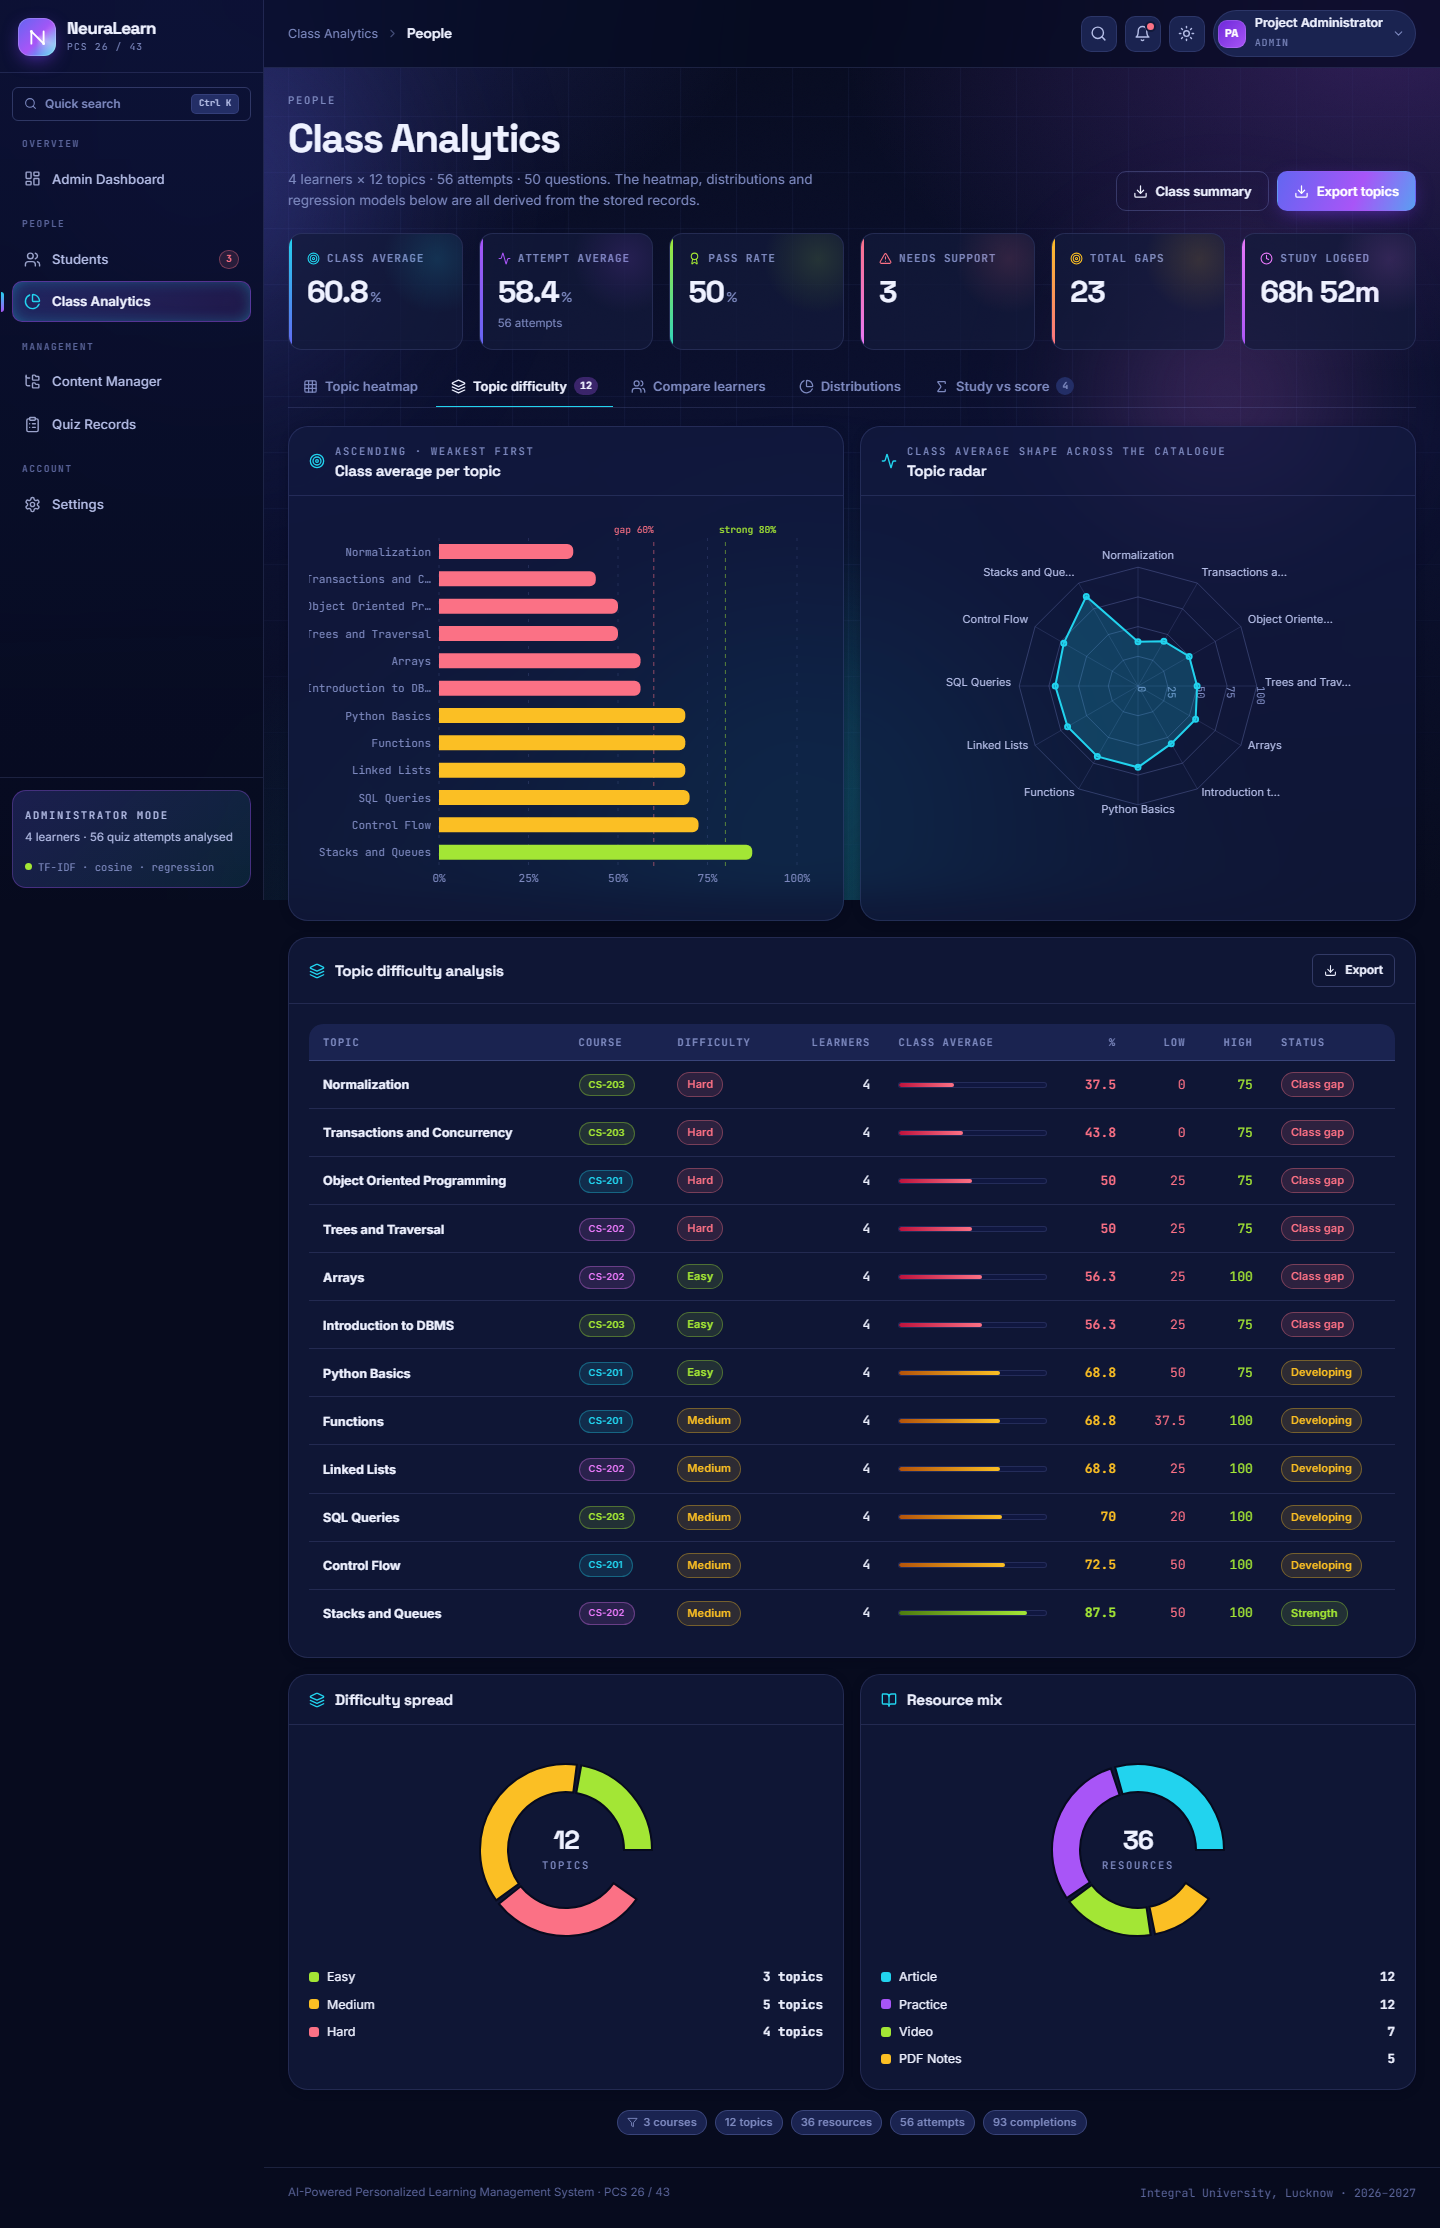 NeuraLearn
PCS 26 / 43
Quick search
Ctrl K
OVERVIEW
Admin Dashboard
PEOPLE
Students
3
Class Analytics
MANAGEMENT
Content Manager
Quiz Records
ACCOUNT
Settings
ADMINISTRATOR MODE
4 learners · 56 quiz attempts analysed
TF-IDF · cosine · regression
Class Analytics > People
PA
Project Administrator
ADMIN
PEOPLE
Class Analytics
4 learners × 12 topics · 56 attempts · 50 questions. The heatmap, distributions and
regression models below are all derived from the stored records.
Class summary
Export topics
CLASS AVERAGE
60.8%
ATTEMPT AVERAGE
58.4%
56 attempts
PASS RATE
50%
NEEDS SUPPORT
3
TOTAL GAPS
23
STUDY LOGGED
68h 52m
Topic heatmap
Topic difficulty 12
Compare learners
Distributions
Study vs score 4
ASCENDING · WEAKEST FIRST
Class average per topic
gap 60%
strong 80%
Normalization
Transactions and C…
Object Oriented Pr…
Trees and Traversal
Arrays
Introduction to DB…
Python Basics
Functions
Linked Lists
SQL Queries
Control Flow
Stacks and Queues
0% 25% 50% 75% 100%
CLASS AVERAGE SHAPE ACROSS THE CATALOGUE
Topic radar
Normalization
Transactions a...
Object Oriente...
Trees and Trav...
Arrays
Introduction t...
Python Basics
Functions
Linked Lists
SQL Queries
Control Flow
Stacks and Que...
0 25 50 75 100
Topic difficulty analysis
Export
TOPIC COURSE DIFFICULTY LEARNERS CLASS AVERAGE % LOW HIGH STATUS
Normalization CS-203 Hard 4 37.5 0 75 Class gap
Transactions and Concurrency CS-203 Hard 4 43.8 0 75 Class gap
Object Oriented Programming CS-201 Hard 4 50 25 75 Class gap
Trees and Traversal CS-202 Hard 4 50 25 75 Class gap
Arrays CS-202 Easy 4 56.3 25 100 Class gap
Introduction to DBMS CS-203 Easy 4 56.3 25 75 Class gap
Python Basics CS-201 Easy 4 68.8 50 75 Developing
Functions CS-201 Medium 4 68.8 37.5 100 Developing
Linked Lists CS-202 Medium 4 68.8 25 100 Developing
SQL Queries CS-203 Medium 4 70 20 100 Developing
Control Flow CS-201 Medium 4 72.5 50 100 Developing
Stacks and Queues CS-202 Medium 4 87.5 50 100 Strength
Difficulty spread
12
TOPICS
Easy 3 topics
Medium 5 topics
Hard 4 topics
Resource mix
36
RESOURCES
Article 12
Practice 12
Video 7
PDF Notes 5
3 courses
12 topics
36 resources
56 attempts
93 completions
AI-Powered Personalized Learning Management System · PCS 26 / 43
Integral University, Lucknow · 2026-2027